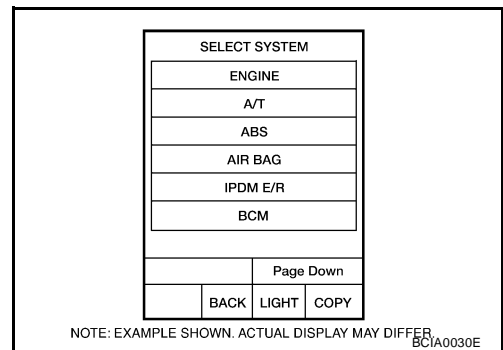 SELECT SYSTEM
ENGINE
A/T
ABS
AIR BAG
IPDM E/R
BCM
Page Down
BACK LIGHT COPY
NOTE: EXAMPLE SHOWN. ACTUAL DISPLAY MAY DIFFER.
BCIA0030E